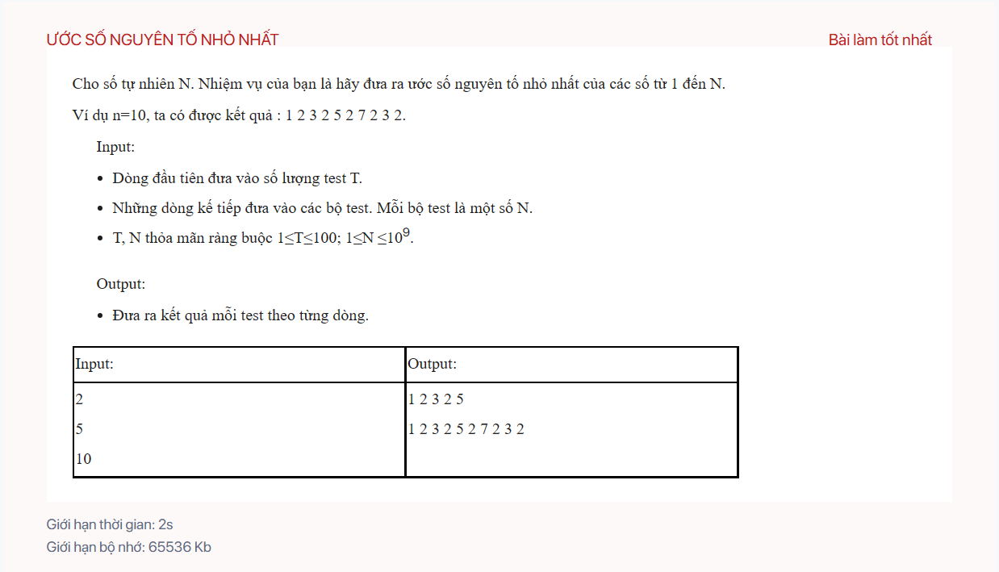 ƯỚC SỐ NGUYÊN TỐ NHỎ NHẤT
Bài làm tốt nhất
Cho số tự nhiên N. Nhiệm vụ của bạn là hãy đưa ra ước số nguyên tố nhỏ nhất của các số từ 1 đến N.
Ví dụ n=10, ta có được kết quả : 1 2 3 2 5 2 7 2 3 2.
Input:
• Dòng đầu tiên đưa vào số lượng test T.
• Những dòng kế tiếp đưa vào các bộ test. Mỗi bộ test là một số N.
• T, N thỏa mãn ràng buộc 1≤T≤100; 1≤N ≤10⁹.
Output:
• Đưa ra kết quả mỗi test theo từng dòng.
Input:
Output:
2
5
10
1 2 3 2 5
1 2 3 2 5 2 7 2 3 2
Giới hạn thời gian: 2s
Giới hạn bộ nhớ: 65536 Kb